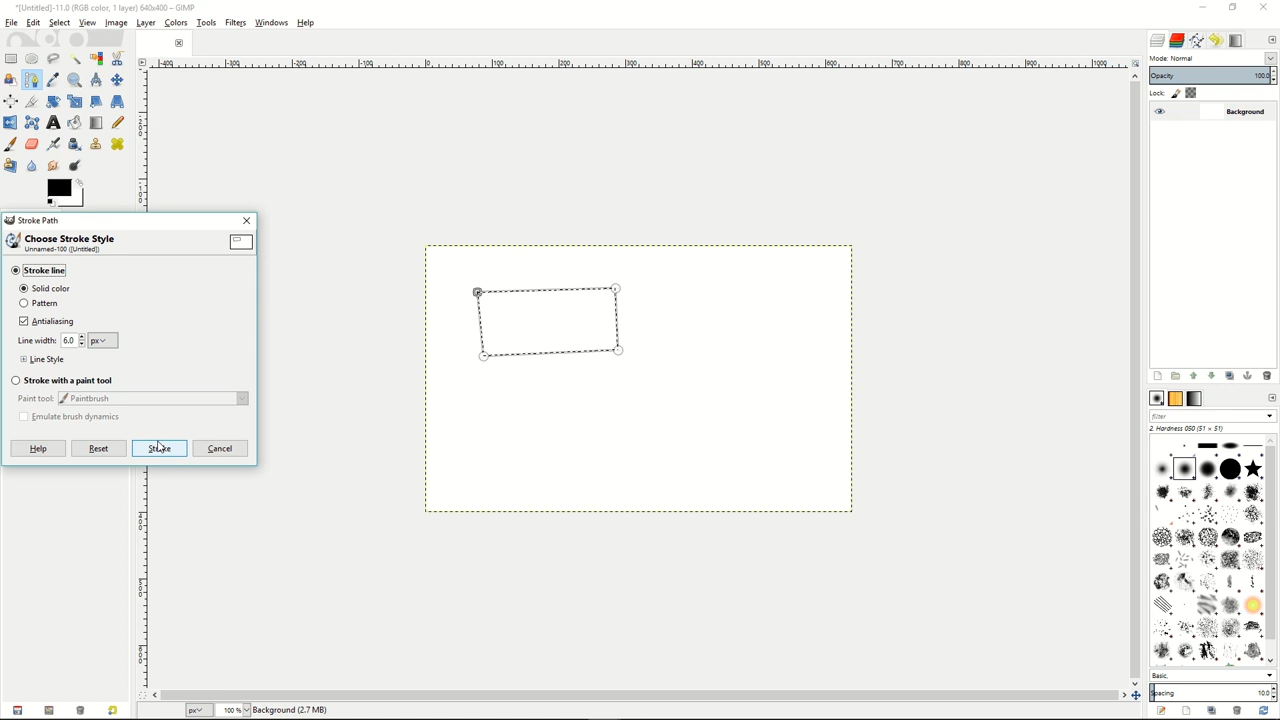 *[Untitled]-11.0 (RGB color, 1 layer) 640x400 – GIMP
File Edit Select View Image Layer Colors Tools Filters Windows Help
Mode: Normal
Opacity 100.0
Lock:
Background
Stroke Path
Choose Stroke Style
Unnamed-100 ([Untitled])
Stroke line
Solid color
Pattern
Antialiasing
Line width: 6.0 px
Line Style
Stroke with a paint tool
Paint tool: Paintbrush
Emulate brush dynamics
Help Reset Stroke Cancel
filter
2. Hardness 050 (51 × 51)
Basic,
Spacing 10.0
px 100 % Background (2.7 MB)